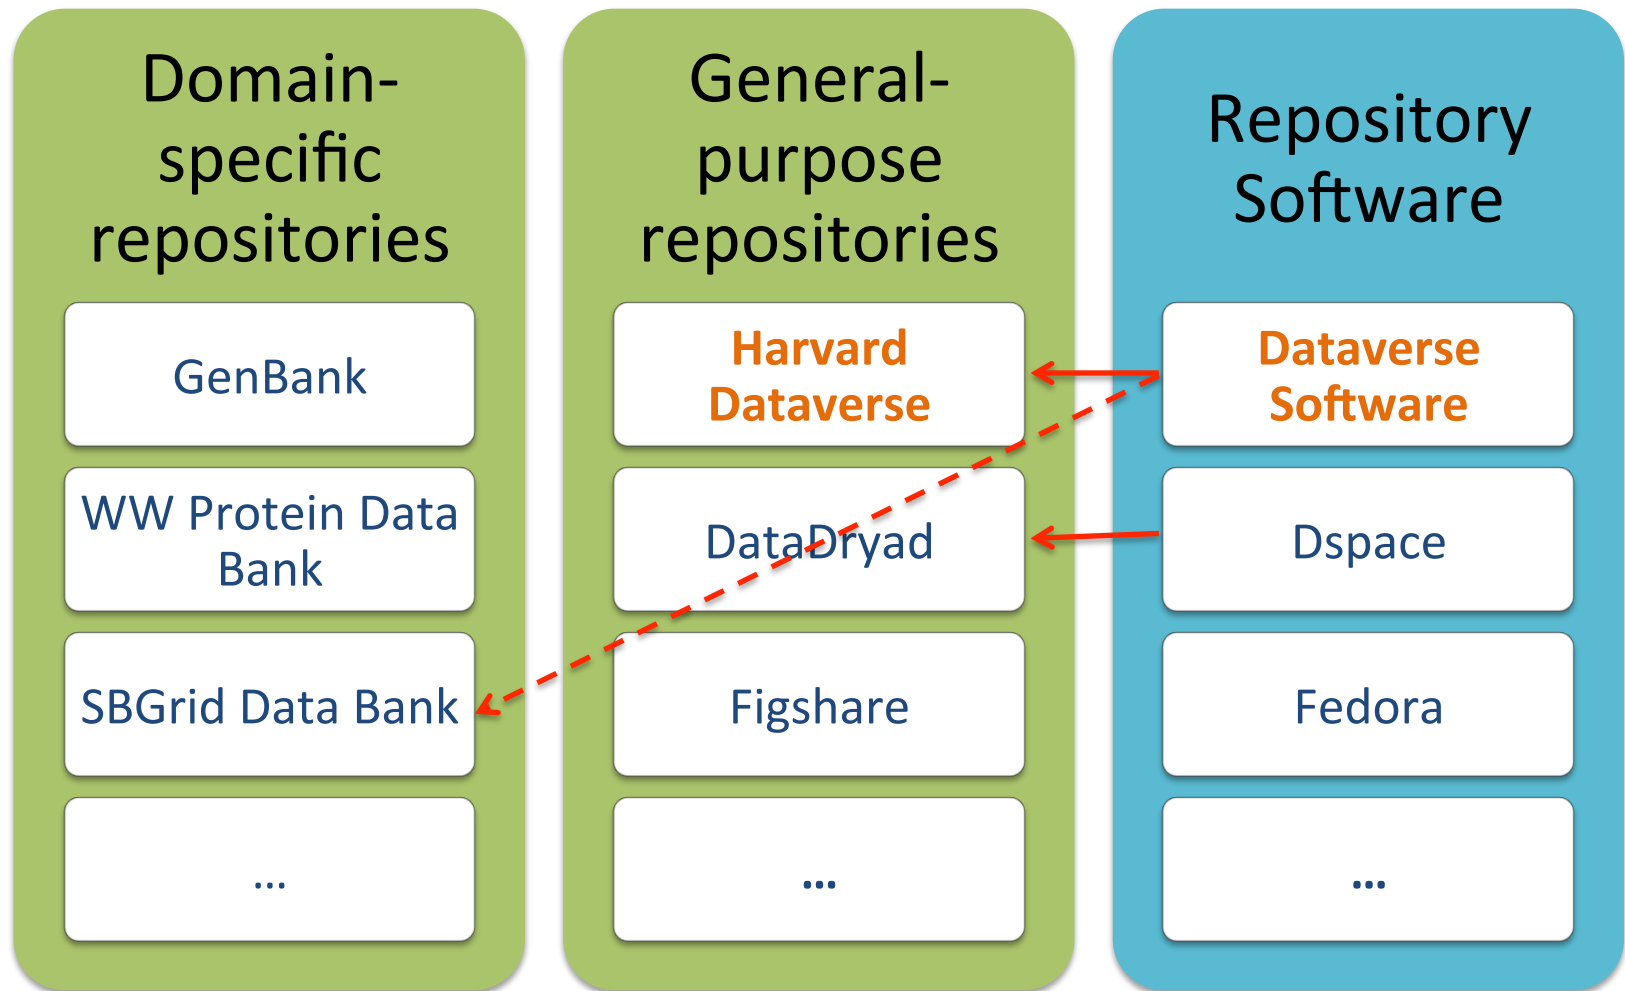 Domain-
specific
repositories
GenBank
WW Protein Data
Bank
SBGrid Data Bank
...
General-
purpose
repositories
Harvard
Dataverse
DataDryad
Figshare
...
Repository
Software
Dataverse
Software
Dspace
Fedora
...